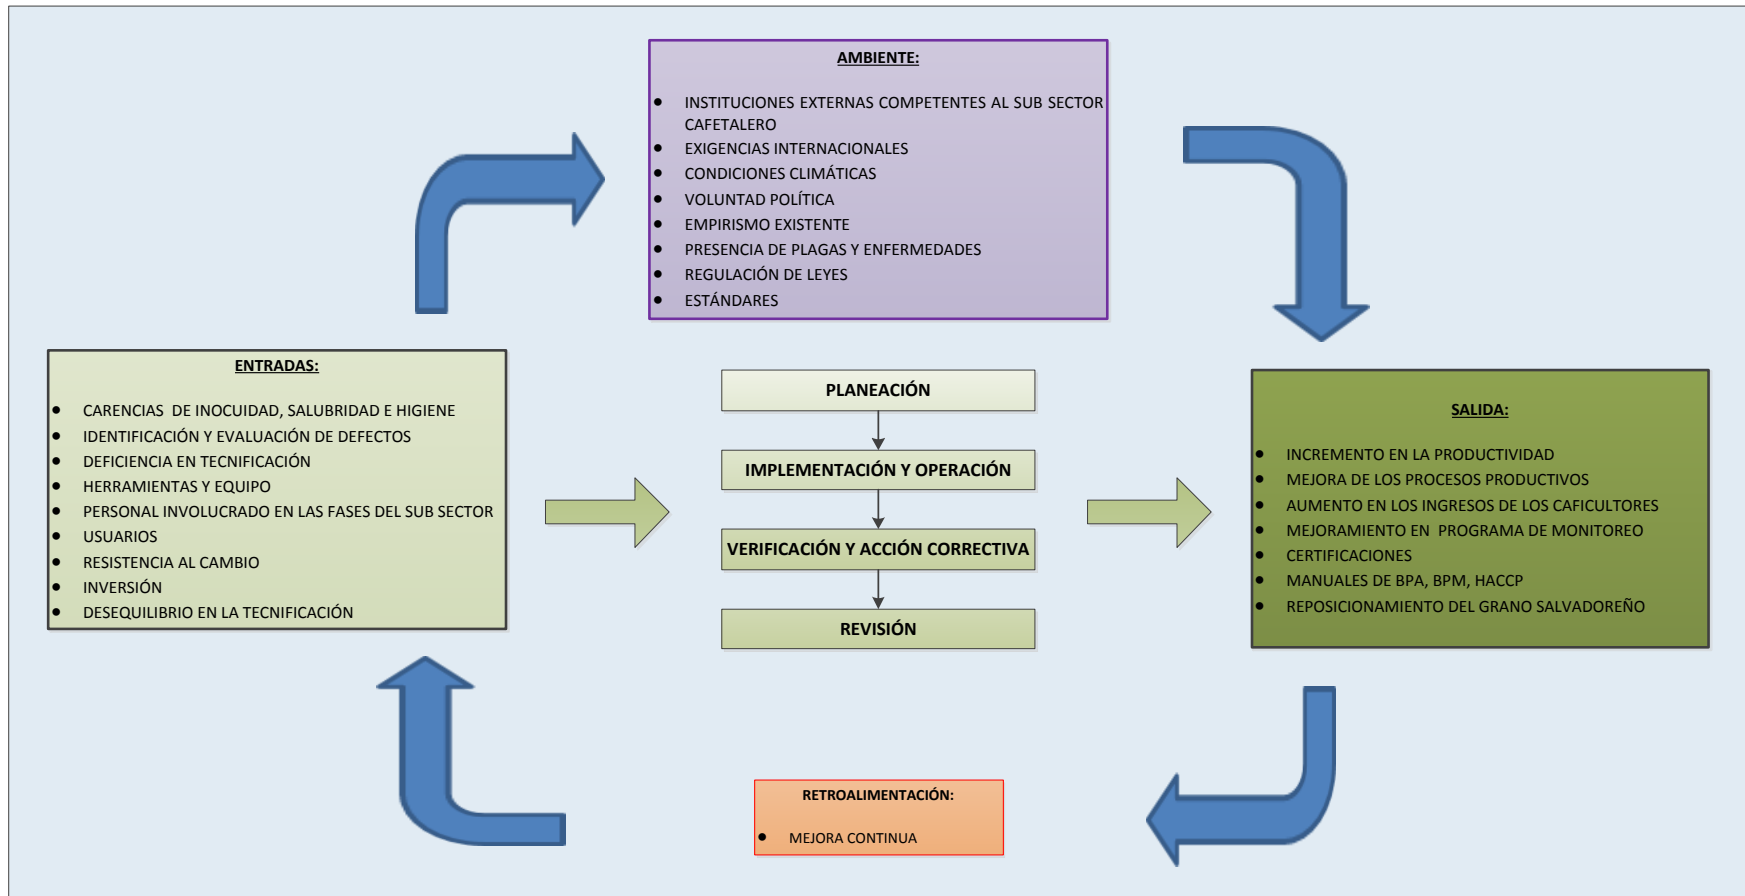 AMBIENTE:
• INSTITUCIONES EXTERNAS COMPETENTES AL SUB SECTOR
CAFETALERO
• EXIGENCIAS INTERNACIONALES
• CONDICIONES CLIMÁTICAS
• VOLUNTAD POLÍTICA
• EMPIRISMO EXISTENTE
• PRESENCIA DE PLAGAS Y ENFERMEDADES
• REGULACIÓN DE LEYES
• ESTÁNDARES
ENTRADAS:
• CARENCIAS DE INOCUIDAD, SALUBRIDAD E HIGIENE
• IDENTIFICACIÓN Y EVALUACIÓN DE DEFECTOS
• DEFICIENCIA EN TECNIFICACIÓN
• HERRAMIENTAS Y EQUIPO
• PERSONAL INVOLUCRADO EN LAS FASES DEL SUB SECTOR
• USUARIOS
• RESISTENCIA AL CAMBIO
• INVERSIÓN
• DESEQUILIBRIO EN LA TECNIFICACIÓN
PLANEACIÓN
IMPLEMENTACIÓN Y OPERACIÓN
VERIFICACIÓN Y ACCIÓN CORRECTIVA
REVISIÓN
SALIDA:
• INCREMENTO EN LA PRODUCTIVIDAD
• MEJORA DE LOS PROCESOS PRODUCTIVOS
• AUMENTO EN LOS INGRESOS DE LOS CAFICULTORES
• MEJORAMIENTO EN PROGRAMA DE MONITOREO
• CERTIFICACIONES
• MANUALES DE BPA, BPM, HACCP
• REPOSICIONAMIENTO DEL GRANO SALVADOREÑO
RETROALIMENTACIÓN:
• MEJORA CONTINUA